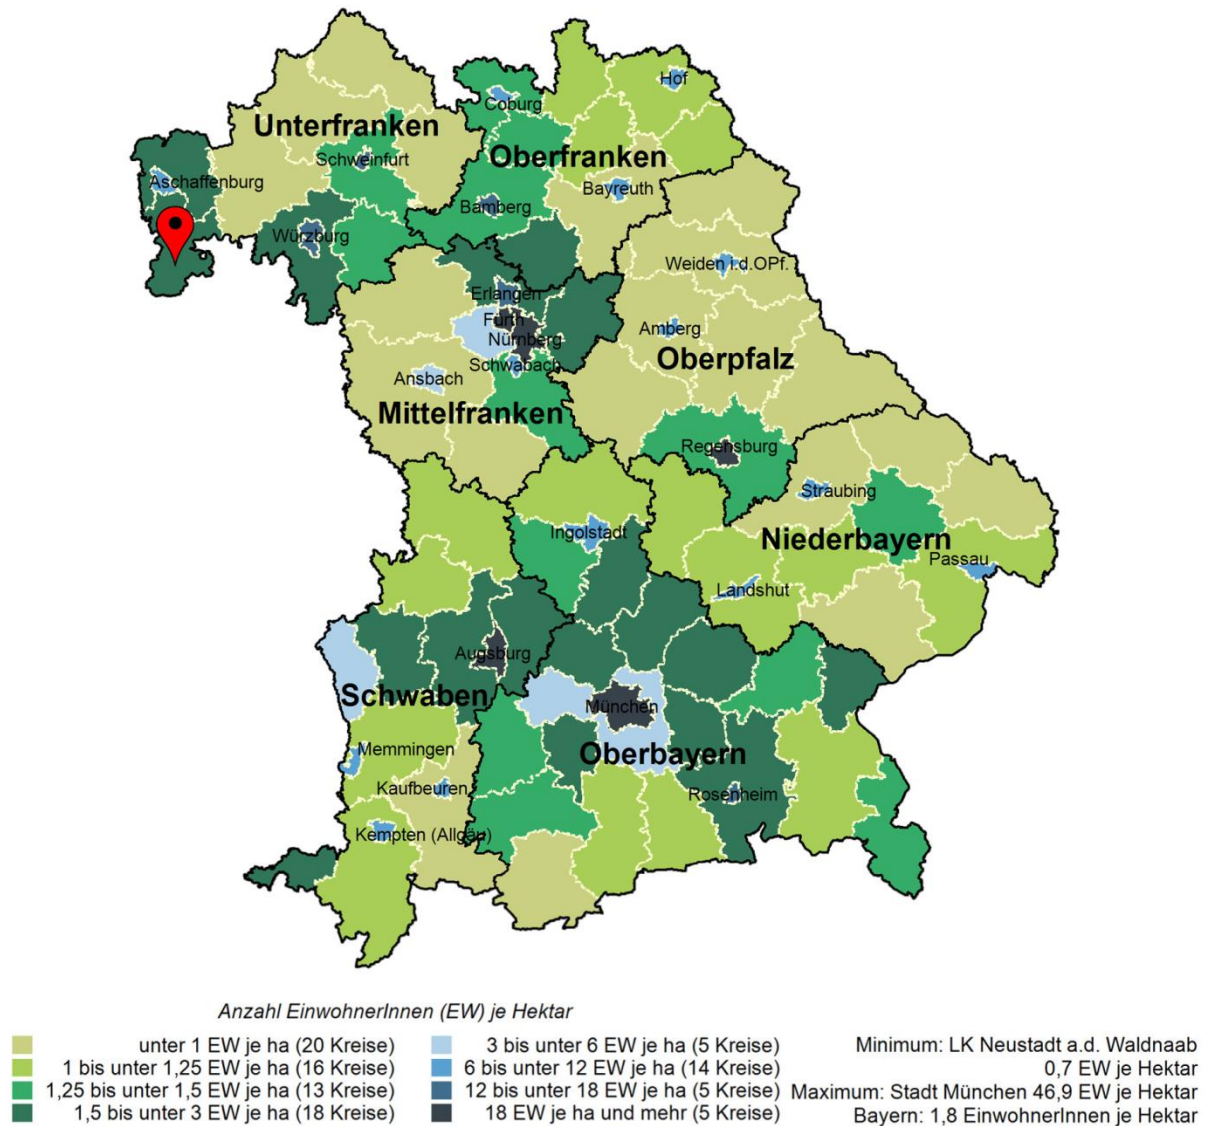 Hof
Coburg
Unterfranken
Schweinfurt
Oberfranken
Aschaffenburg
Bayreuth
Bamberg
Würzburg
Weiden i.d.OPf.
Erlangen
Fürth
Nürnberg
Amberg
Oberpfalz
Schwabach
Ansbach
Mittelfranken
Regensburg
Straubing
Ingolstadt
Niederbayern
Passau
Landshut
Augsburg
Schwaben
München
Memmingen
Oberbayern
Kaufbeuren
Rosenheim
Kempten (Allgäu)
Anzahl EinwohnerInnen (EW) je Hektar
unter 1 EW je ha (20 Kreise)
1 bis unter 1,25 EW je ha (16 Kreise)
1,25 bis unter 1,5 EW je ha (13 Kreise)
1,5 bis unter 3 EW je ha (18 Kreise)
3 bis unter 6 EW je ha (5 Kreise)
6 bis unter 12 EW je ha (14 Kreise)
12 bis unter 18 EW je ha (5 Kreise)
18 EW je ha und mehr (5 Kreise)
Minimum: LK Neustadt a.d. Waldnaab
0,7 EW je Hektar
Maximum: Stadt München 46,9 EW je Hektar
Bayern: 1,8 EinwohnerInnen je Hektar